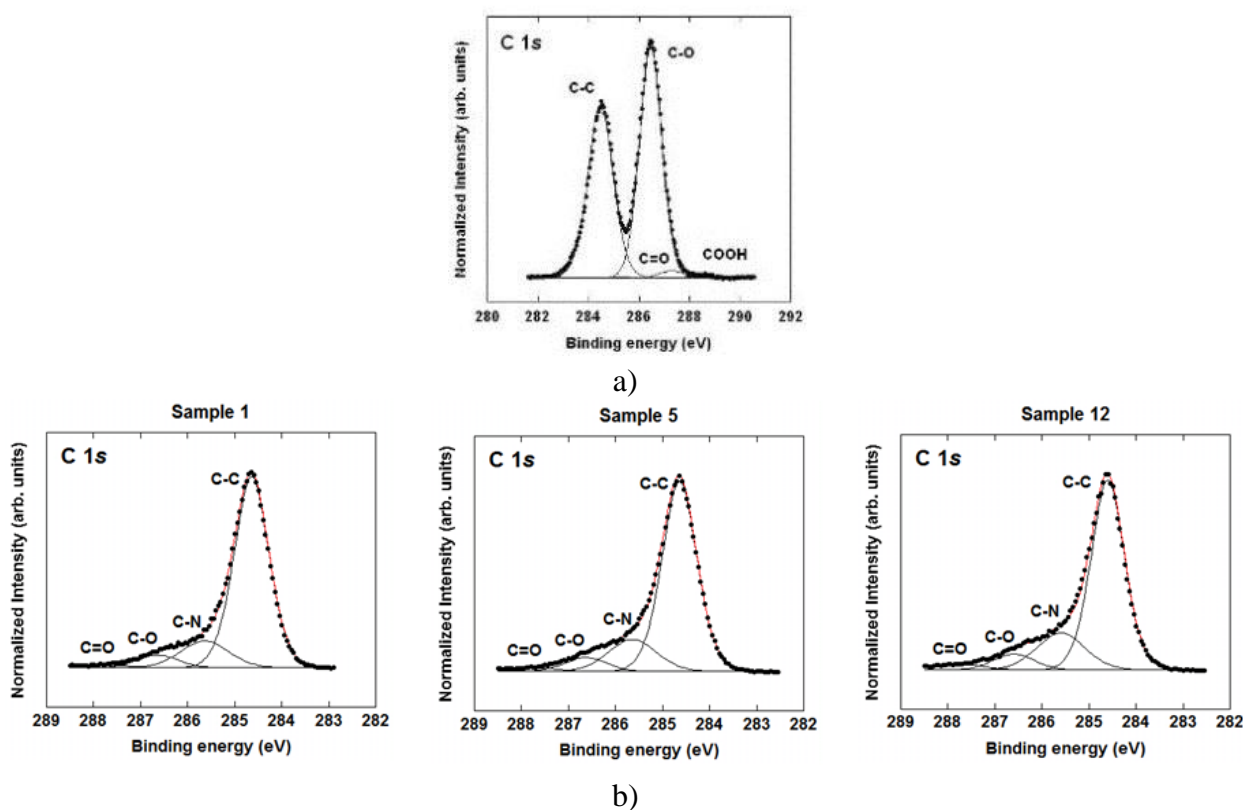 C 1s
C-O
C-C
C=O
COOH
Normalized Intensity (arb. units)
280 282 284 286 288 290 292
Binding energy (eV)
a)
Sample 1
C 1s
C-C
C-N
C-O
C=O
Normalized Intensity (arb. units)
289 288 287 286 285 284 283 282
Binding energy (eV)
Sample 5
C 1s
C-C
C-N
C-O
C=O
Normalized Intensity (arb. units)
289 288 287 286 285 284 283 282
Binding energy (eV)
Sample 12
C 1s
C-C
C-N
C-O
C=O
Normalized Intensity (arb. units)
289 288 287 286 285 284 283 282
Binding energy (eV)
b)